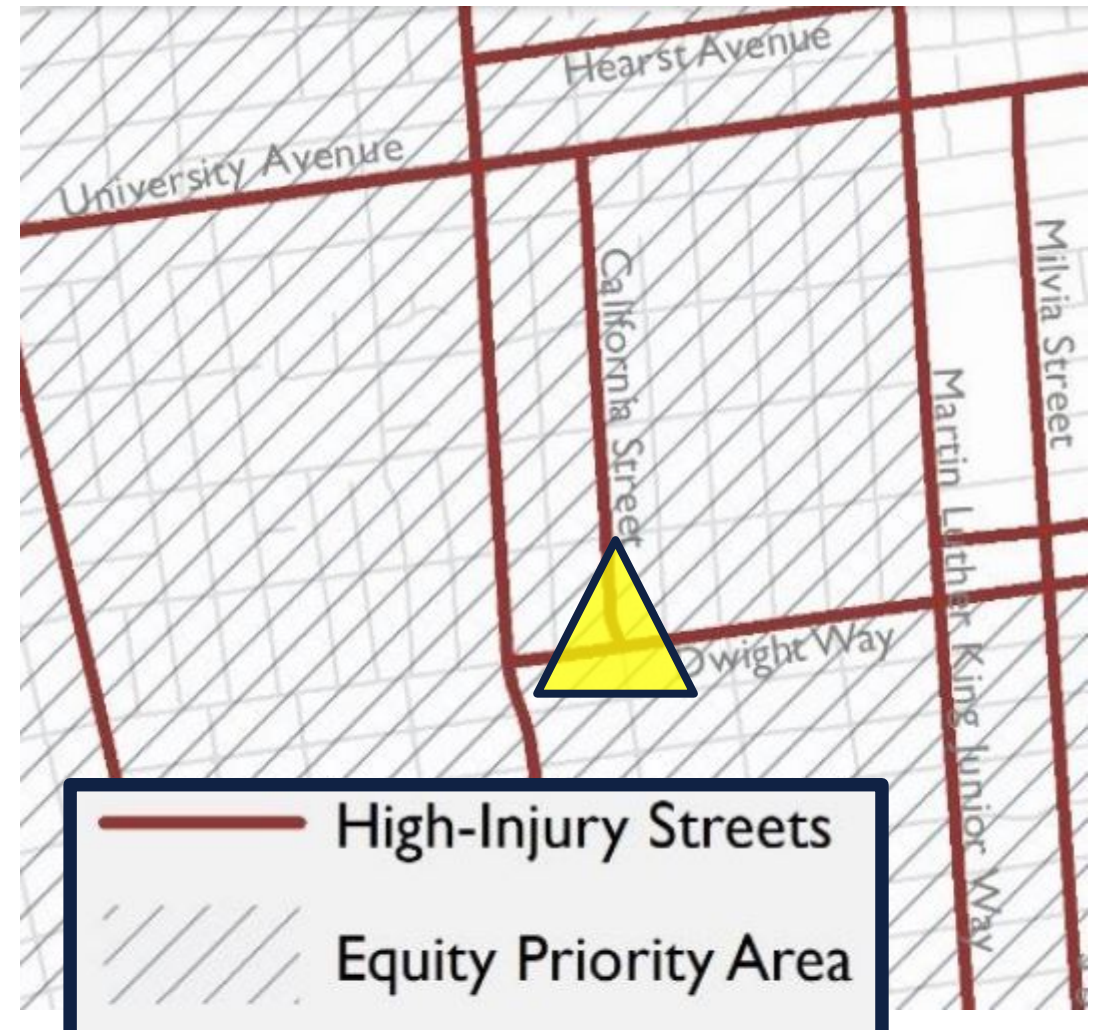 Hearst Avenue
University Avenue
California Street
Milvia Street
Martin Luther King Junior Way
Dwight Way
High-Injury Streets
Equity Priority Area